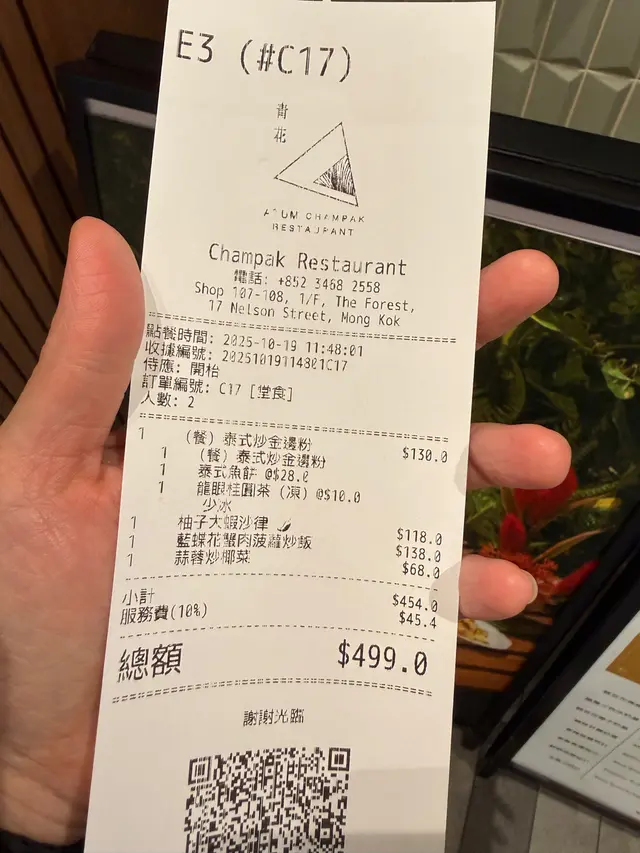 E3 (#C17)
青
花
ATUM CHAMPAK
RESTAURANT
Champak Restaurant
電話: +852 3468 2558
Shop 107-108, 1/F, The Forest,
17 Nelson Street, Mong Kok
點餐時間: 2025-10-19 11:48:01
收據編號: 20251019114801C17
侍應: 開枱
訂單編號: C17 [堂食]
人數: 2
1 (餐) 泰式炒金邊粉 $130.0
1 (餐) 泰式炒金邊粉
1 泰式魚餅 @$28.0
1 龍眼桂圓茶 (凍) @$10.0
少冰
1 柚子大蝦沙律 $118.0
1 藍蝶花蟹肉菠蘿炒飯 $138.0
1 蒜蓉炒椰菜 $68.0
小計 $454.0
服務費(10%) $45.4
總額 $499.0
謝謝光臨